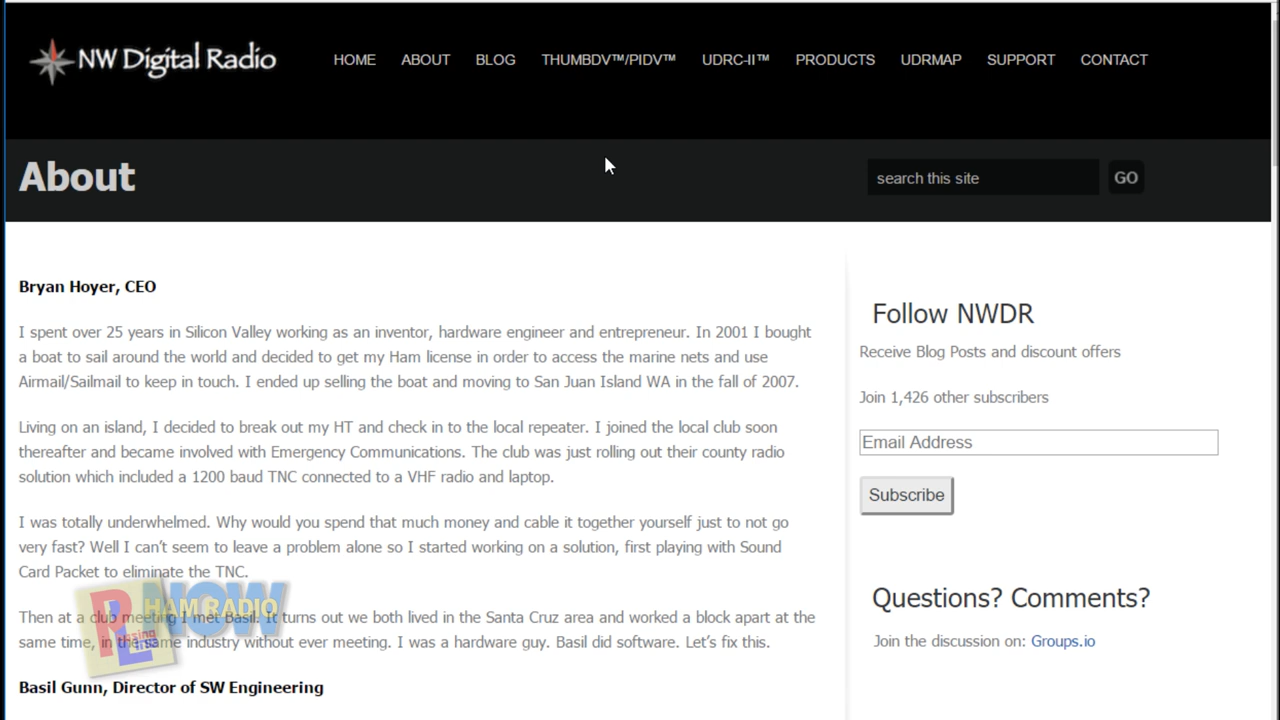 NW Digital Radio
HOME ABOUT BLOG THUMBDV™/PIDV™ UDRC-II™ PRODUCTS UDRMAP SUPPORT CONTACT
About
search this site GO
Bryan Hoyer, CEO
I spent over 25 years in Silicon Valley working as an inventor, hardware engineer and entrepreneur. In 2001 I bought
a boat to sail around the world and decided to get my Ham license in order to access the marine nets and use
Airmail/Sailmail to keep in touch. I ended up selling the boat and moving to San Juan Island WA in the fall of 2007.
Living on an island, I decided to break out my HT and check in to the local repeater. I joined the local club soon
thereafter and became involved with Emergency Communications. The club was just rolling out their county radio
solution which included a 1200 baud TNC connected to a VHF radio and laptop.
I was totally underwhelmed. Why would you spend that much money and cable it together yourself just to not go
very fast? Well I can't seem to leave a problem alone so I started working on a solution, first playing with Sound
Card Packet to eliminate the TNC.
Then at a club meeting I met Basil. It turns out we both lived in the Santa Cruz area and worked a block apart at the
same time, in the same industry without ever meeting. I was a hardware guy. Basil did software. Let's fix this.
Basil Gunn, Director of SW Engineering
Follow NWDR
Receive Blog Posts and discount offers
Join 1,426 other subscribers
Email Address
Subscribe
Questions? Comments?
Join the discussion on: Groups.io
HAM RADIO
NOW